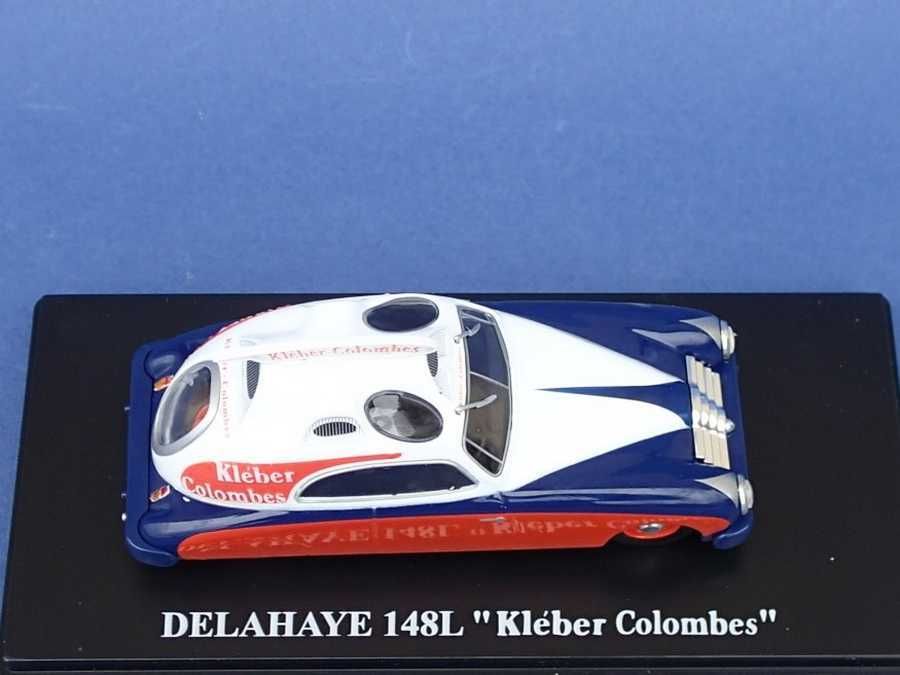 Kléber Colombes
Kléber
Colombes
DELAHAYE 148L "Kléber Colombes"